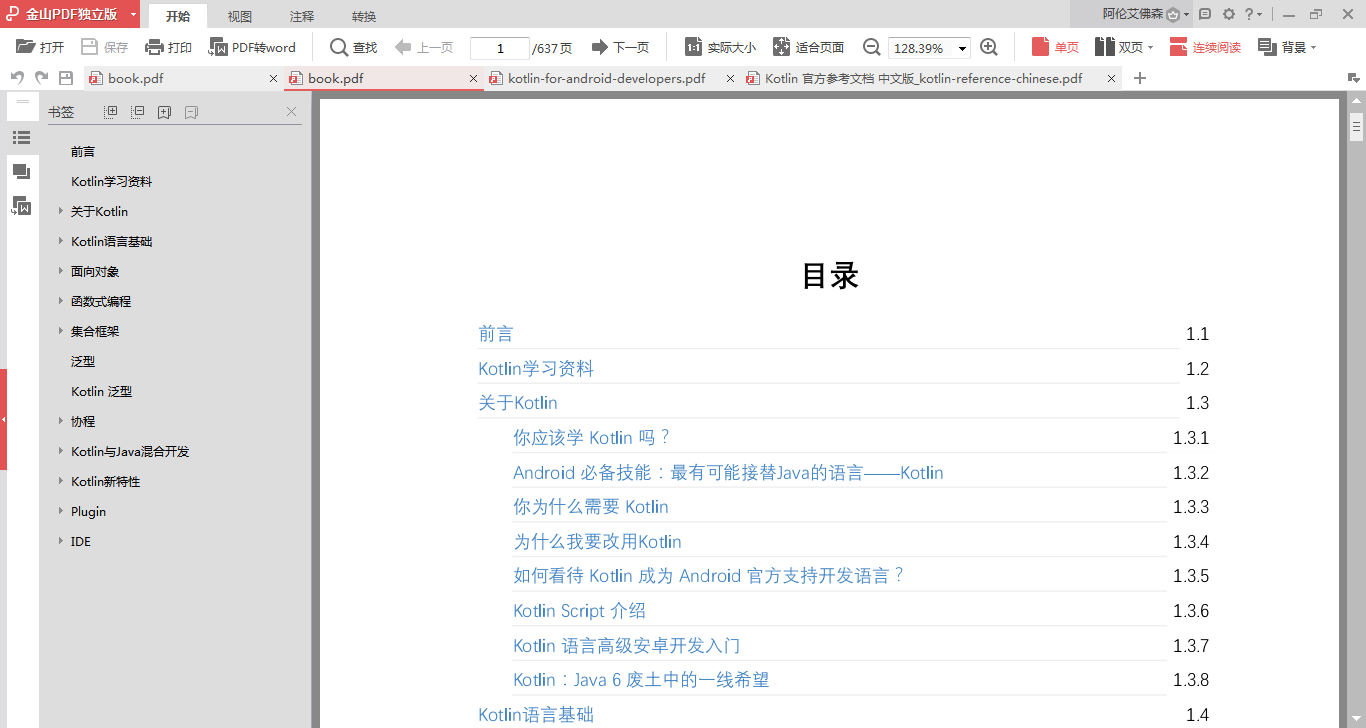 金山PDF独立版 开始 视图 注释 转换 阿伦艾佛森
打开 保存 打印 PDF转word 查找 上一页 1 /637页 下一页 1:1 实际大小 适合页面 128.39% 单页 双页 连续阅读 背景
book.pdf book.pdf kotlin-for-android-developers.pdf Kotlin 官方参考文档 中文版_kotlin-reference-chinese.pdf
书签
前言
Kotlin学习资料
关于Kotlin
Kotlin语言基础
面向对象
函数式编程
集合框架
泛型
Kotlin 泛型
协程
Kotlin与Java混合开发
Kotlin新特性
Plugin
IDE
目录
前言 1.1
Kotlin学习资料 1.2
关于Kotlin 1.3
你应该学 Kotlin 吗？ 1.3.1
Android 必备技能：最有可能接替Java的语言——Kotlin 1.3.2
你为什么需要 Kotlin 1.3.3
为什么我要改用Kotlin 1.3.4
如何看待 Kotlin 成为 Android 官方支持开发语言？ 1.3.5
Kotlin Script 介绍 1.3.6
Kotlin 语言高级安卓开发入门 1.3.7
Kotlin：Java 6 废土中的一线希望 1.3.8
Kotlin语言基础 1.4